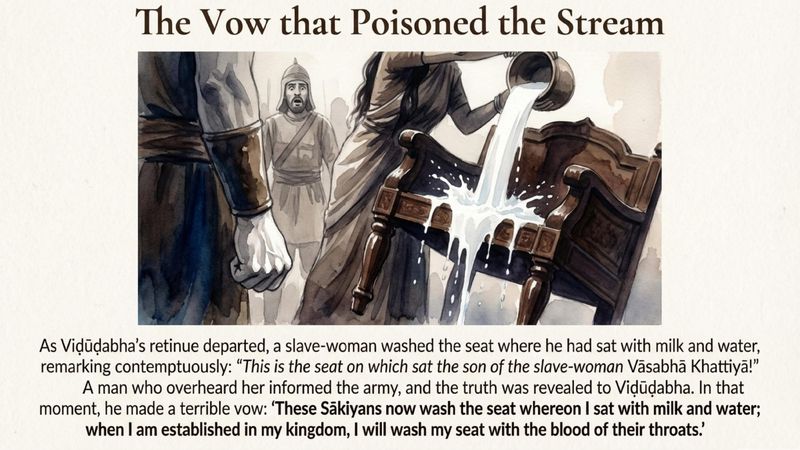 The Vow that Poisoned the Stream
As Viḍūḍabha’s retinue departed, a slave-woman washed the seat where he had sat with milk and water,
remarking contemptuously: “This is the seat on which sat the son of the slave-woman Vāsabhā Khattiyā!”
A man who overheard her informed the army, and the truth was revealed to Viḍūḍabha. In that
moment, he made a terrible vow: ‘These Sākiyans now wash the seat whereon I sat with milk and water;
when I am established in my kingdom, I will wash my seat with the blood of their throats.’